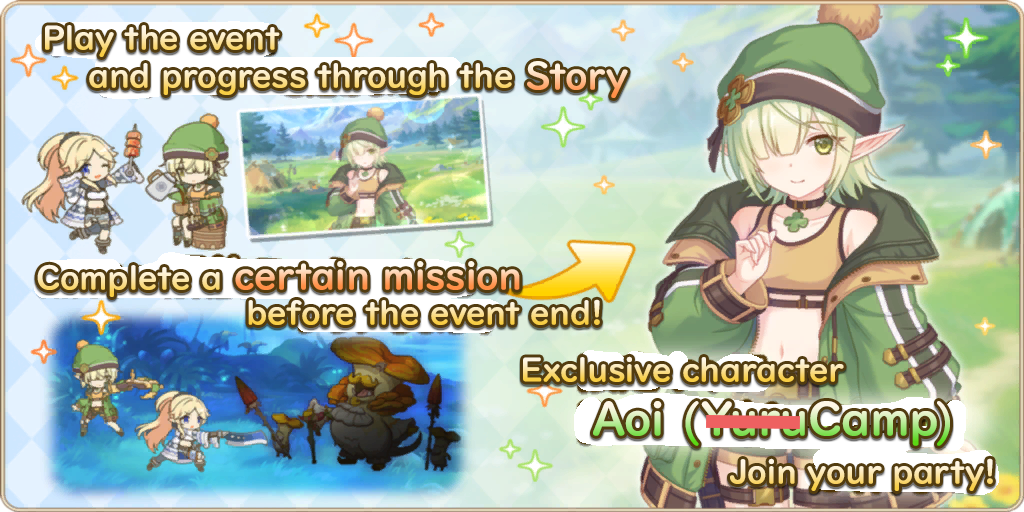 Play the event
and progress through the Story
Complete a certain mission
before the event end!
Exclusive character
Aoi (YuruCamp)
Join your party!